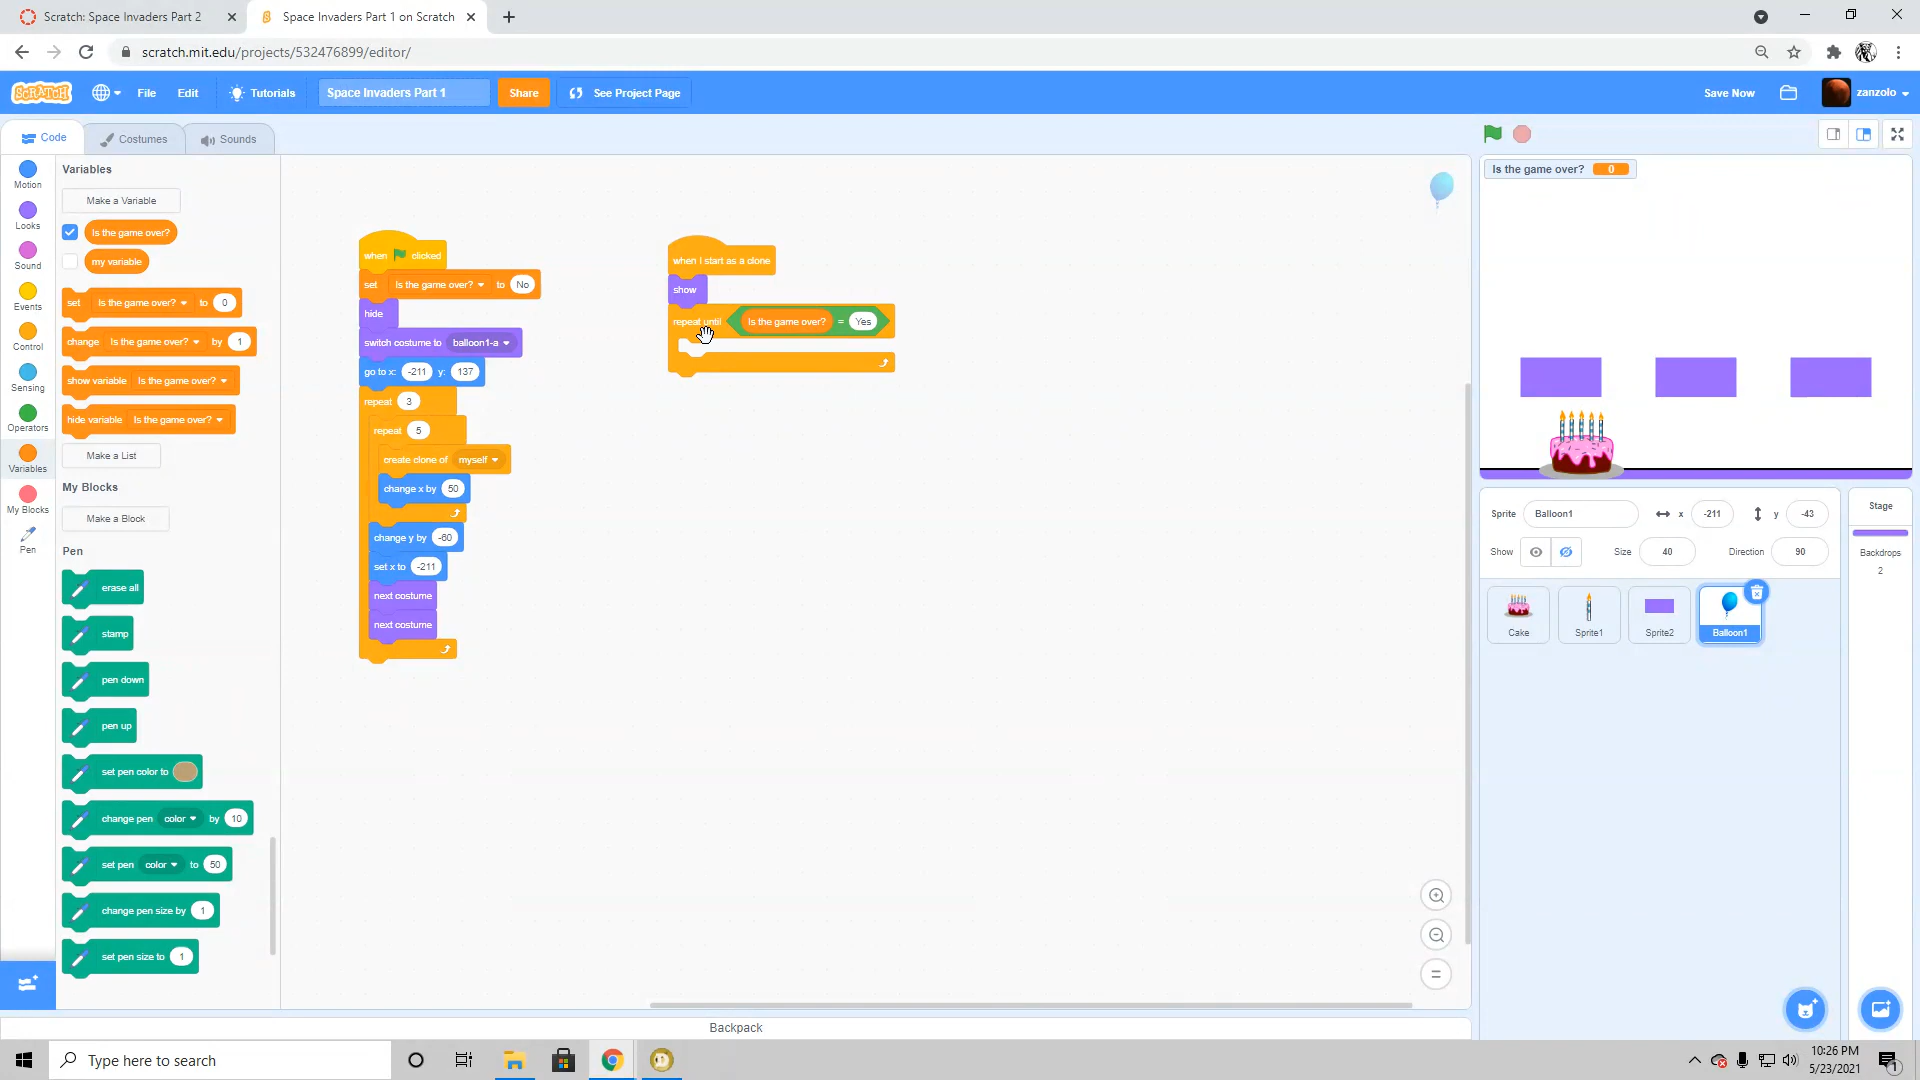 Scratch: Space Invaders Part 2
Space Invaders Part 1 on Scratch
scratch.mit.edu/projects/532476899/editor/
SCRATCH
File
Edit
Tutorials
Space Invaders Part 1
Share
See Project Page
Save Now
zanzolo
Code
Costumes
Sounds
Motion
Looks
Sound
Events
Control
Sensing
Operators
Variables
My Blocks
Pen
Variables
Make a Variable
Is the game over?
my variable
set Is the game over? to 0
change Is the game over? by 1
show variable Is the game over?
hide variable Is the game over?
Make a List
My Blocks
Make a Block
Pen
erase all
stamp
pen down
pen up
set pen color to
change pen color by 10
set pen color to 50
change pen size by 1
set pen size to 1
when clicked
set Is the game over? to No
hide
switch costume to balloon1-a
go to x: -211 y: 137
repeat 3
repeat 5
create clone of myself
change x by 50
change y by -60
set x to -211
next costume
next costume
when I start as a clone
show
repeat until Is the game over? = Yes
Is the game over? 0
Sprite Balloon1 x -211 y -43
Show Size 40 Direction 90
Cake
Sprite1
Sprite2
Balloon1
Stage
Backdrops
2
Backpack
Type here to search
10:26 PM
5/23/2021
1